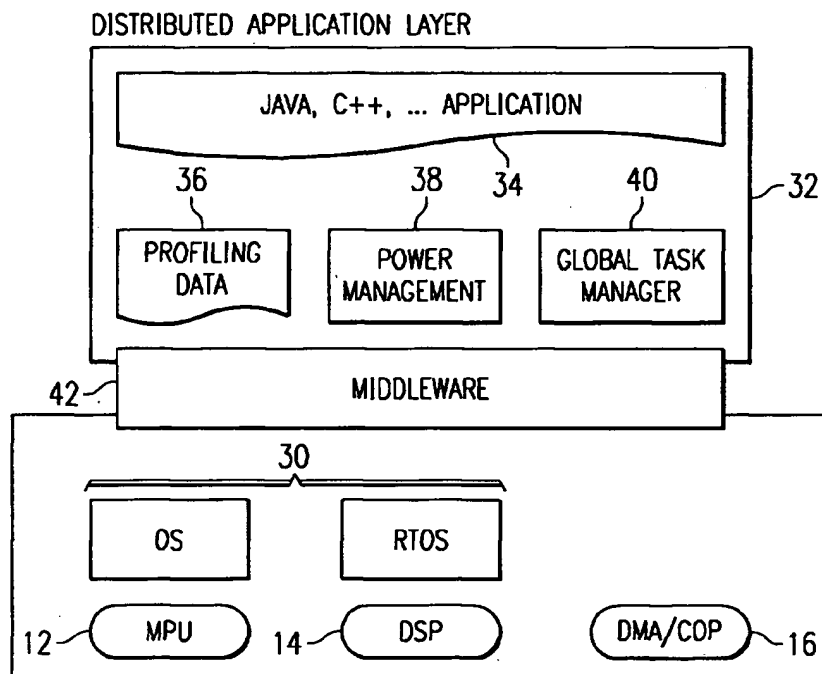 DISTRIBUTED APPLICATION LAYER
JAVA, C++, ... APPLICATION
34
36
38
40
32
PROFILING
DATA
POWER
MANAGEMENT
GLOBAL TASK
MANAGER
42
MIDDLEWARE
30
OS
RTOS
12
MPU
14
DSP
DMA/COP
16